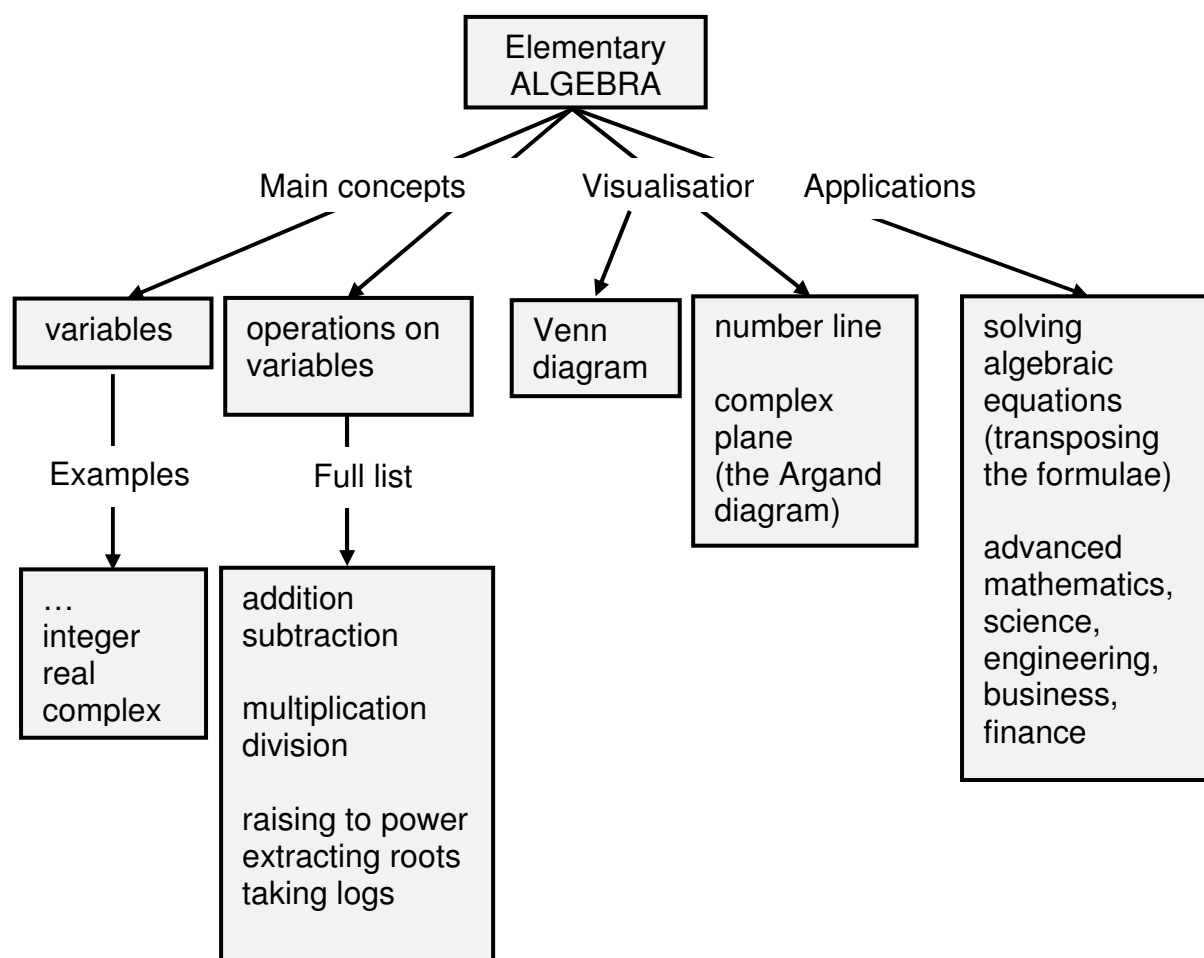 Elementary
ALGEBRA
Main concepts
Visualisatior
Applications
variables
operations on
variables
Venn
diagram
number line
complex
plane
(the Argand
diagram)
solving
algebraic
equations
(transposing
the formulae)
advanced
mathematics,
science,
engineering,
business,
finance
Examples
Full list
…
integer
real
complex
addition
subtraction
multiplication
division
raising to power
extracting roots
taking logs